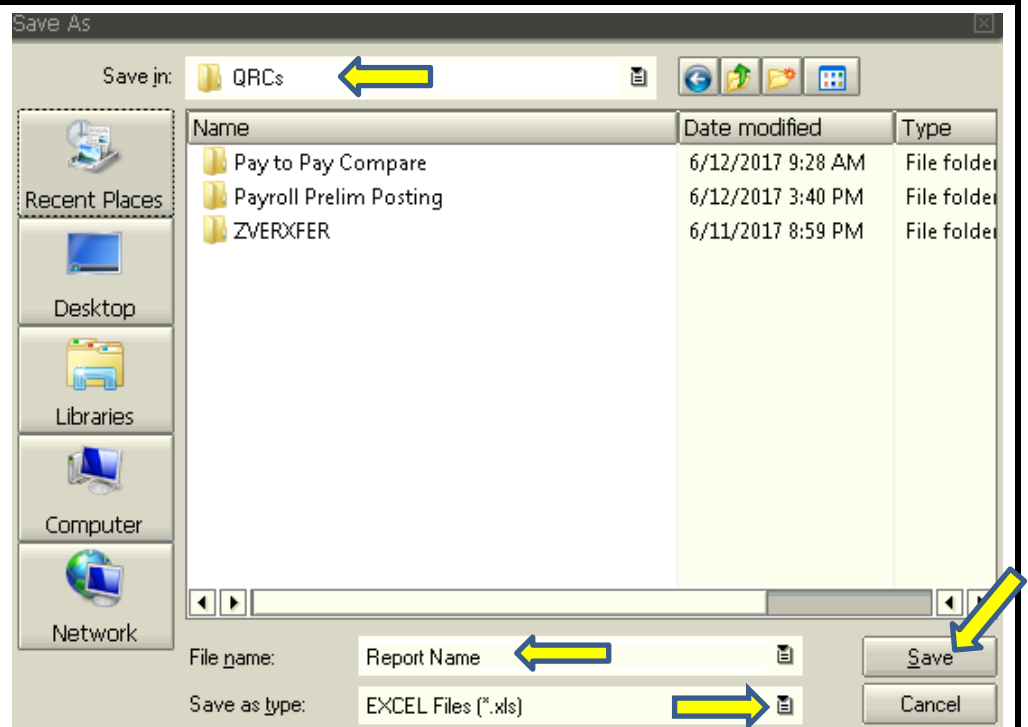 Save As
Save in: QRCs
Name Date modified Type
Pay to Pay Compare 6/12/2017 9:28 AM File folder
Payroll Prelim Posting 6/12/2017 3:40 PM File folder
ZVERXFER 6/11/2017 8:59 PM File folder
Recent Places
Desktop
Libraries
Computer
Network
File name: Report Name Save
Save as type: EXCEL Files (*.xls) Cancel